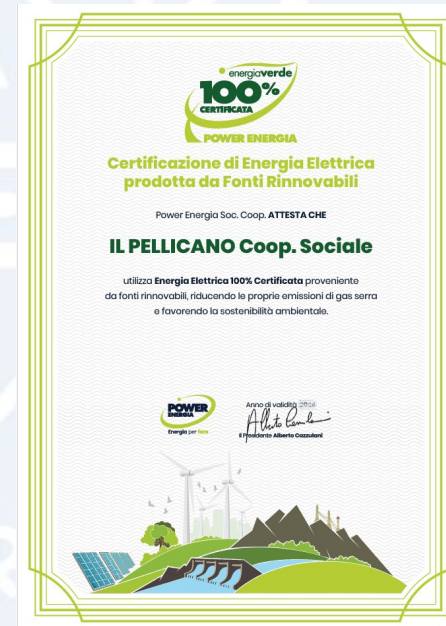 energiaverde
100%
CERTIFICATA
POWER ENERGIA
Certificazione di Energia Elettrica
prodotta da Fonti Rinnovabili
Power Energia Soc. Coop. ATTESTA CHE
IL PELLICANO Coop. Sociale
utilizza Energia Elettrica 100% Certificata proveniente
da fonti rinnovabili, riducendo le proprie emissioni di gas serra
e favorendo la sostenibilità ambientale.
POWER
ENERGIA
Energia per fare
Anno di validità
Il Presidente Alberto Cazzulani